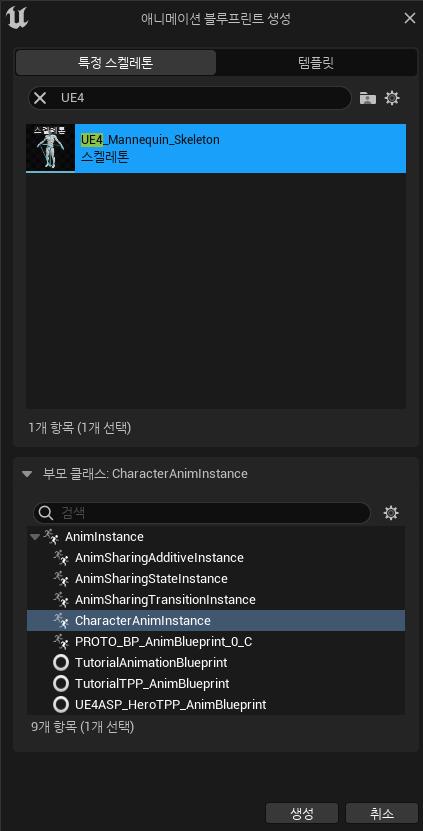 애니메이션 블루프린트 생성
특정 스켈레톤
템플릿
UE4
스켈레톤
UE4_Mannequin_Skeleton
스켈레톤
1개 항목 (1개 선택)
부모 클래스: CharacterAnimInstance
검색
AnimInstance
AnimSharingAdditiveInstance
AnimSharingStateInstance
AnimSharingTransitionInstance
CharacterAnimInstance
PROTO_BP_AnimBlueprint_0_C
TutorialAnimationBlueprint
TutorialTPP_AnimBlueprint
UE4ASP_HeroTPP_AnimBlueprint
9개 항목 (1개 선택)
생성
취소